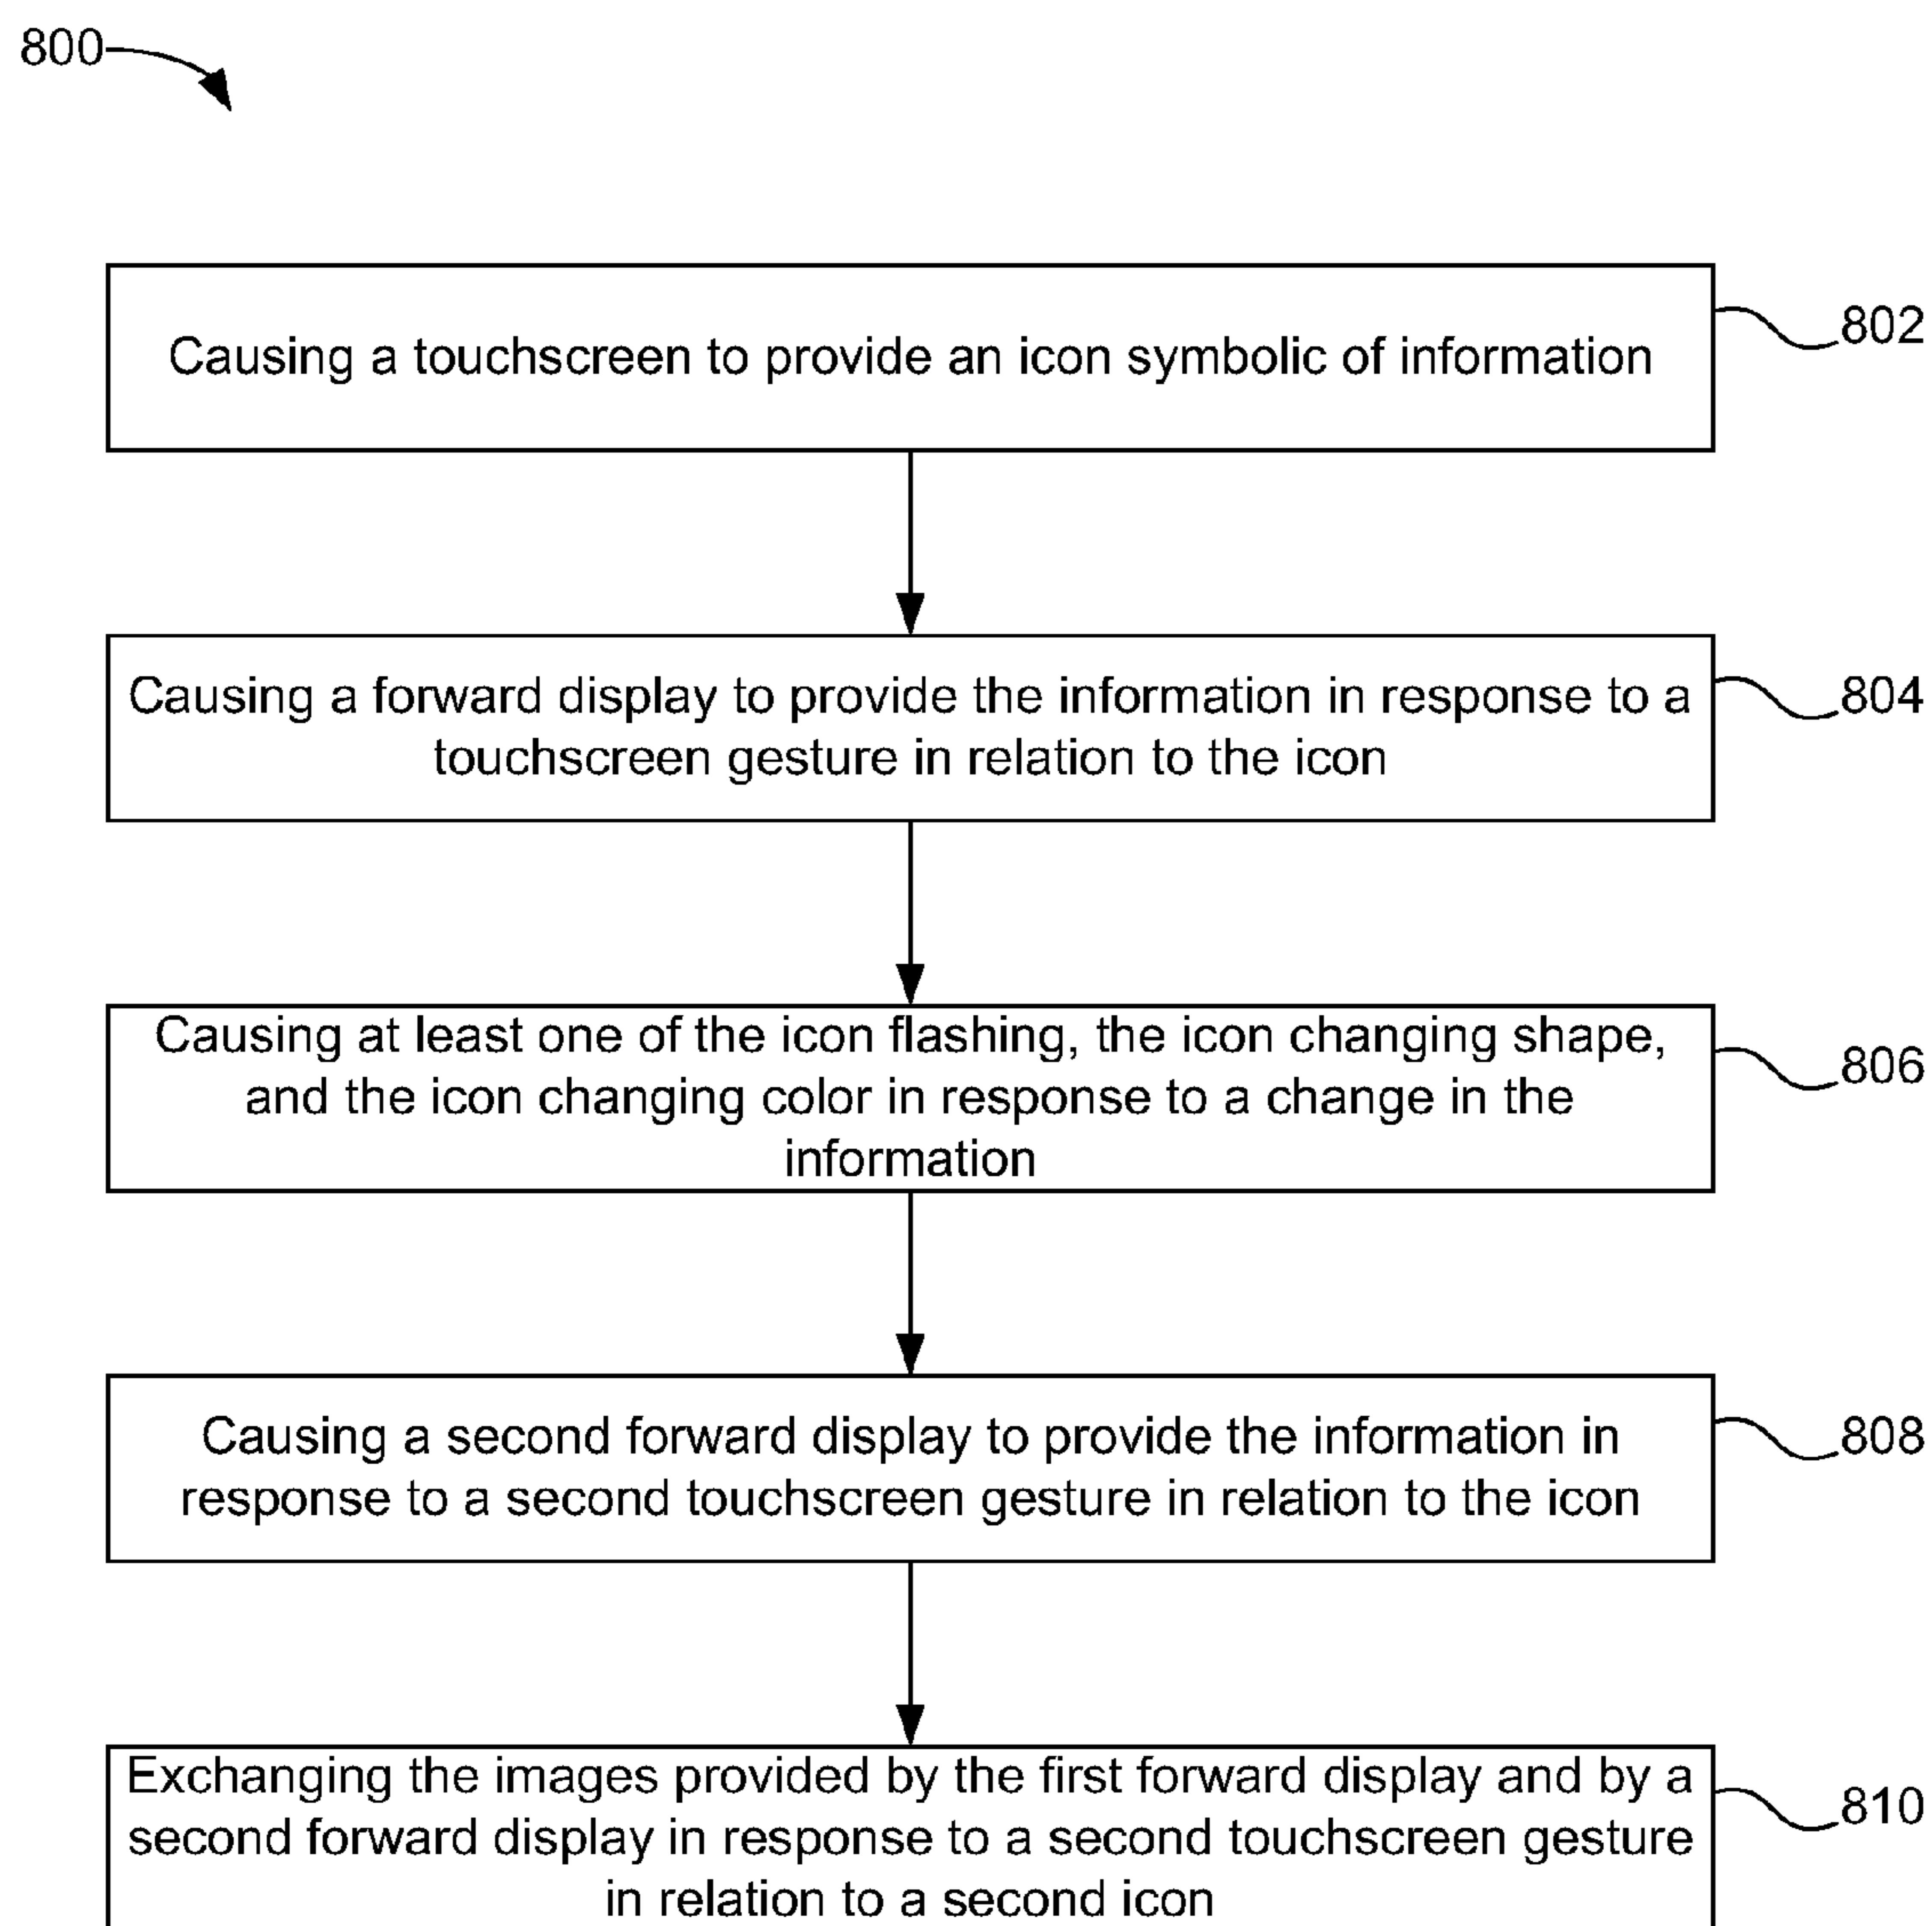 800
Causing a touchscreen to provide an icon symbolic of information
802
Causing a forward display to provide the information in response to a
touchscreen gesture in relation to the icon
804
Causing at least one of the icon flashing, the icon changing shape,
and the icon changing color in response to a change in the
information
806
Causing a second forward display to provide the information in
response to a second touchscreen gesture in relation to the icon
808
Exchanging the images provided by the first forward display and by a
second forward display in response to a second touchscreen gesture
in relation to a second icon
810